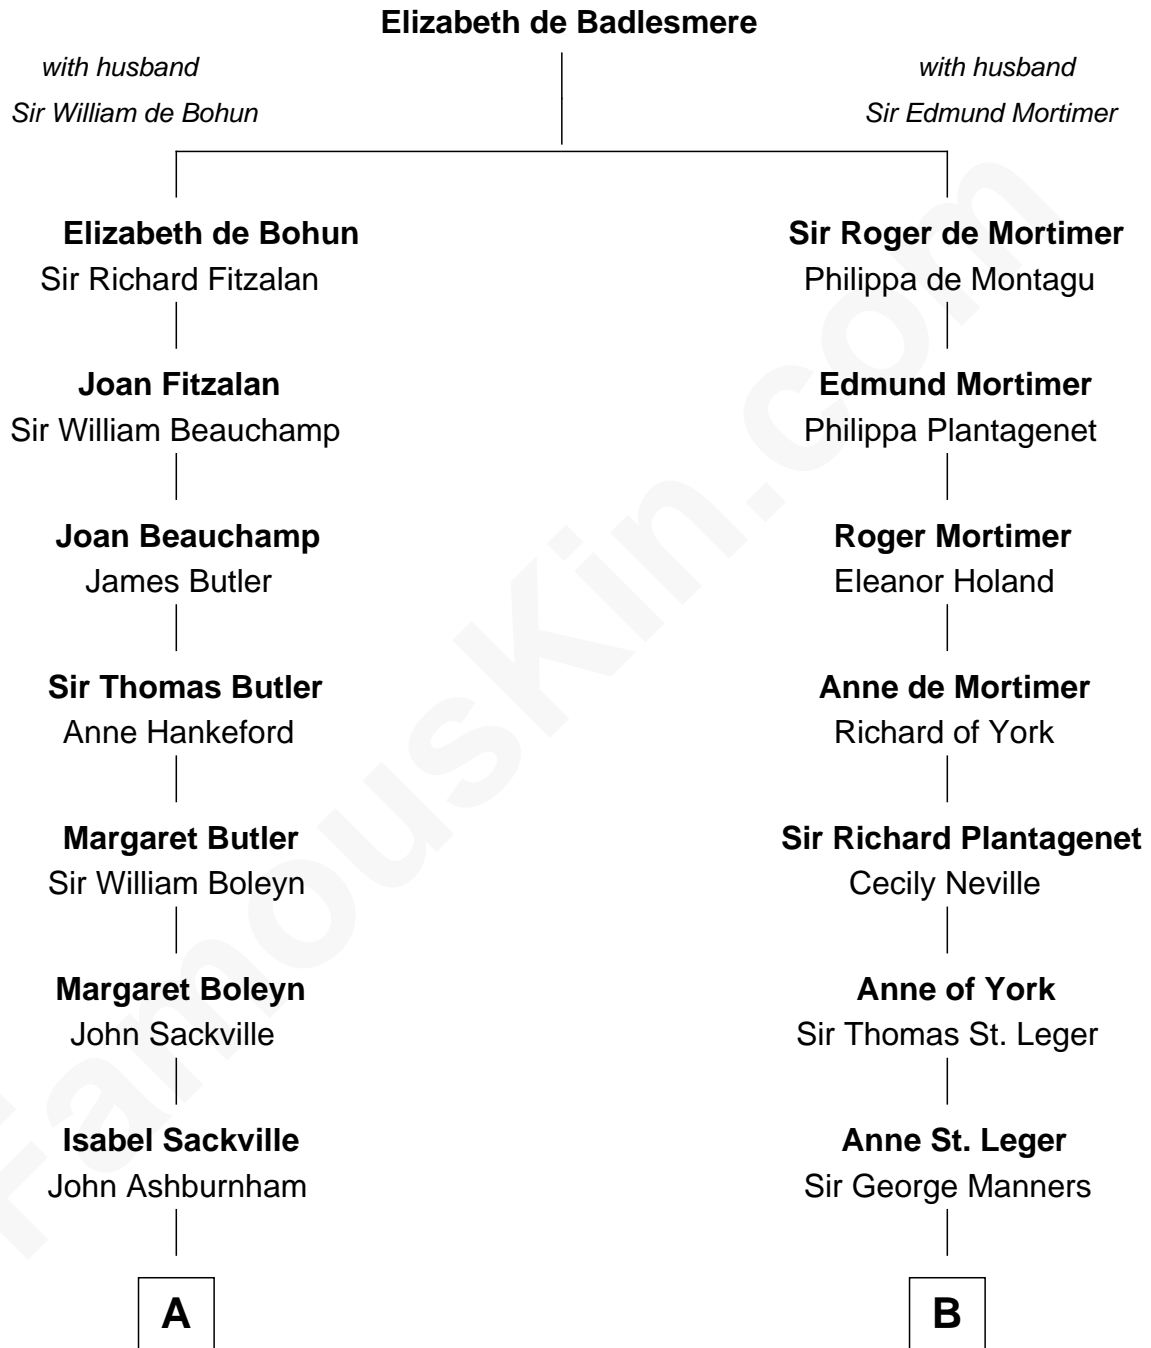 Elizabeth de Badlesmere
with husband
Sir William de Bohun
with husband
Sir Edmund Mortimer
Elizabeth de Bohun
Sir Richard Fitzalan
Joan Fitzalan
Sir William Beauchamp
Joan Beauchamp
James Butler
Sir Thomas Butler
Anne Hankeford
Margaret Butler
Sir William Boleyn
Margaret Boleyn
John Sackville
Isabel Sackville
John Ashburnham
A
Sir Roger de Mortimer
Philippa de Montagu
Edmund Mortimer
Philippa Plantagenet
Roger Mortimer
Eleanor Holand
Anne de Mortimer
Richard of York
Sir Richard Plantagenet
Cecily Neville
Anne of York
Sir Thomas St. Leger
Anne St. Leger
Sir George Manners
B
FamousKin.com